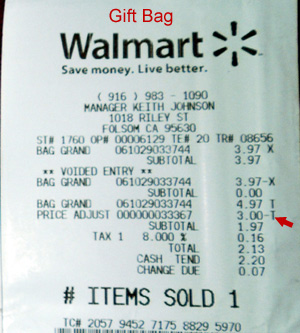 Gift Bag
Walmart
Save money. Live better.
( 916 ) 983 - 1090
MANAGER KEITH JOHNSON
1018 RILEY ST
FOLSOM CA 95630
ST# 1760 OP# 00006129 TE# 20 TR# 08656
BAG GRAND 061029033744 3.97 X
SUBTOTAL 3.97
** VOIDED ENTRY **
BAG GRAND 061029033744 3.97-X
SUBTOTAL 0.00
BAG GRAND 061029033744 4.97 T
PRICE ADJUST 000000033367 3.00-T
SUBTOTAL 1.97
TAX 1 8.000 % 0.16
TOTAL 2.13
CASH TEND 2.20
CHANGE DUE 0.07
# ITEMS SOLD 1
TC# 2057 9452 7175 8829 5970